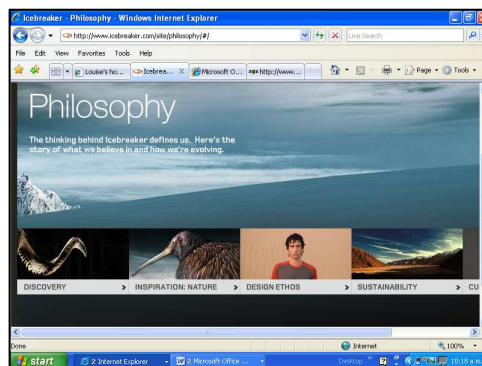 Icebreaker - Philosophy - Windows Internet Explorer
http://www.icebreaker.com/site/philosophy/#/
Live Search
File Edit View Favorites Tools Help
Louise's ho... Icebrea... X Microsoft O... http://www... Page Tools
Philosophy
The thinking behind Icebreaker defines us. Here's the
story of what we believe in and how we're evolving.
DISCOVERY > INSPIRATION: NATURE > DESIGN ETHOS > SUSTAINABILITY > CU
Done Internet 100%
start 2 Internet Explorer 2 Microsoft Office ... Desktop » 10:18 a.m.